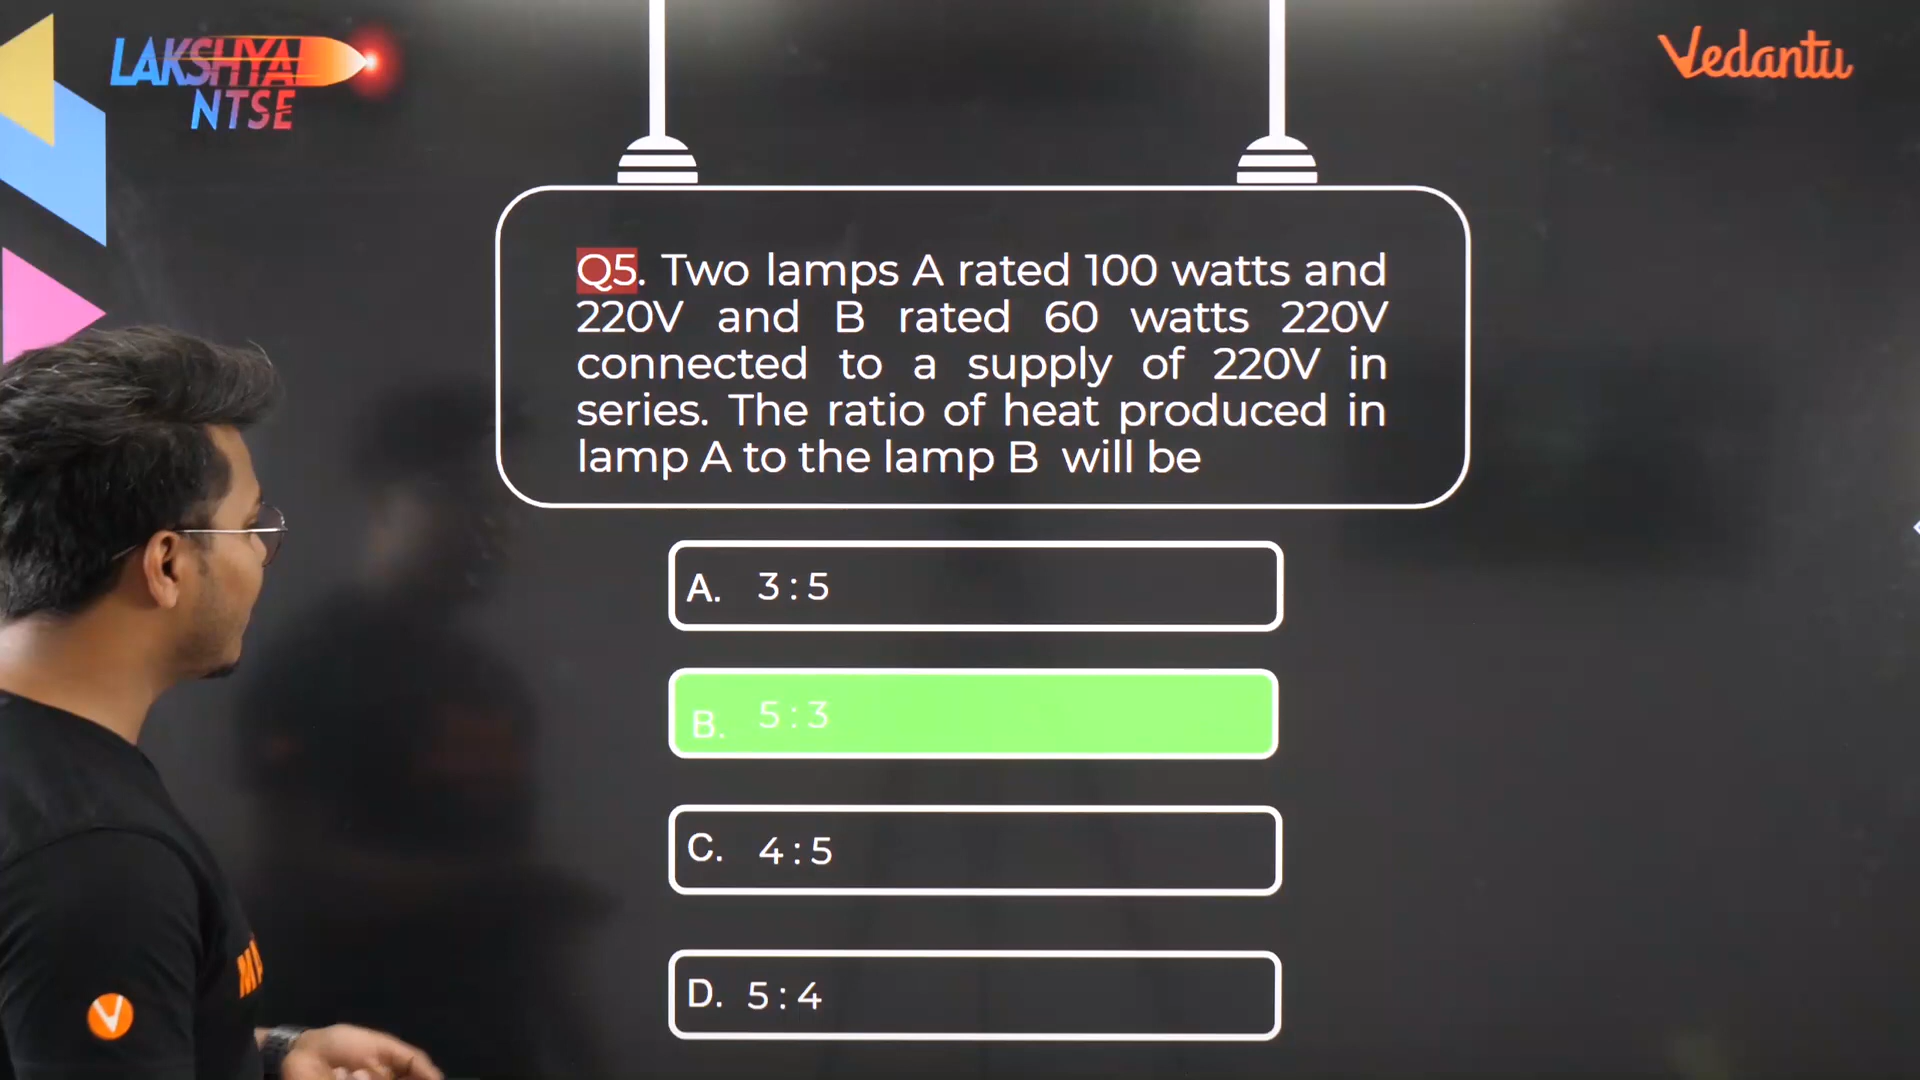 LAKSHYA
NTSE
Vedantu
Q5. Two lamps A rated 100 watts and
220V and B rated 60 watts 220V
connected to a supply of 220V in
series. The ratio of heat produced in
lamp A to the lamp B will be
A. 3 : 5
B. 5 : 3
C. 4 : 5
D. 5 : 4